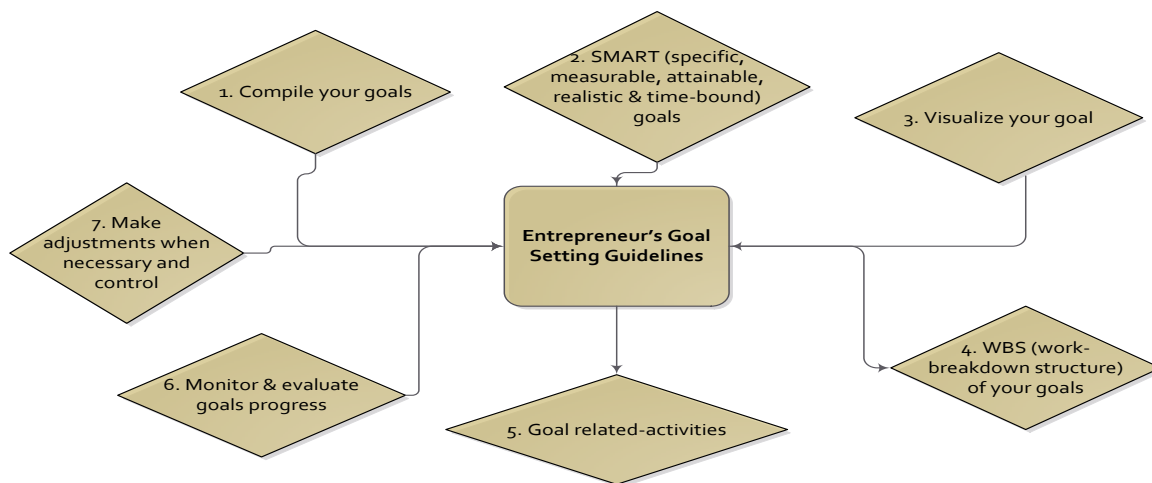 1. Compile your goals
2. SMART (specific,
measurable, attainable,
realistic & time-bound)
goals
3. Visualize your goal
Entrepreneur’s Goal
Setting Guidelines
7. Make
adjustments when
necessary and
control
4. WBS (work-
breakdown structure)
of your goals
6. Monitor & evaluate
goals progress
5. Goal related-activities